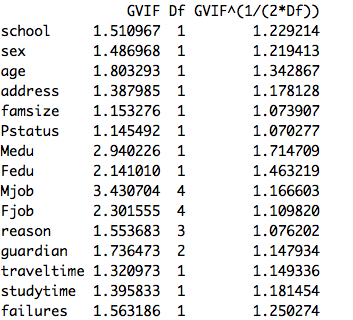 GVIF Df GVIF^(1/(2*Df))
school 1.510967 1 1.229214
sex 1.486968 1 1.219413
age 1.803293 1 1.342867
address 1.387985 1 1.178128
famsize 1.153276 1 1.073907
Pstatus 1.145492 1 1.070277
Medu 2.940226 1 1.714709
Fedu 2.141010 1 1.463219
Mjob 3.430704 4 1.166603
Fjob 2.301555 4 1.109820
reason 1.553683 3 1.076202
guardian 1.736473 2 1.147934
traveltime 1.320973 1 1.149336
studytime 1.395833 1 1.181454
failures 1.563186 1 1.250274